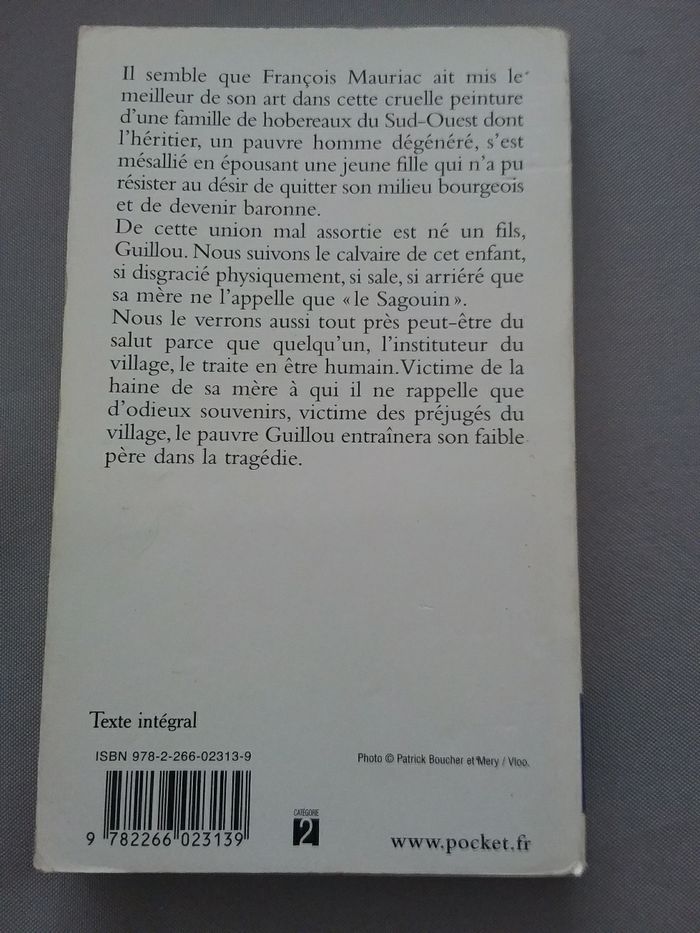 Il semble que François Mauriac ait mis le
meilleur de son art dans cette cruelle peinture
d'une famille de hobereaux du Sud-Ouest dont
l'héritier, un pauvre homme dégénéré, s'est
mésallié en épousant une jeune fille qui n'a pu
résister au désir de quitter son milieu bourgeois
et de devenir baronne.
De cette union mal assortie est né un fils,
Guillou. Nous suivons le calvaire de cet enfant,
si disgracié physiquement, si sale, si arriéré que
sa mère ne l'appelle que «le Sagouin».
Nous le verrons aussi tout près peut-être du
salut parce que quelqu'un, l'instituteur du
village, le traite en être humain. Victime de la
haine de sa mère à qui il ne rappelle que
d'odieux souvenirs, victime des préjugés du
village, le pauvre Guillou entraînera son faible
père dans la tragédie.
Texte intégral
ISBN 978-2-266-02313-9
Photo © Patrick Boucher et Mery / Vloo.
9 782266 023139
CATÉGORIE
2
www.pocket.fr